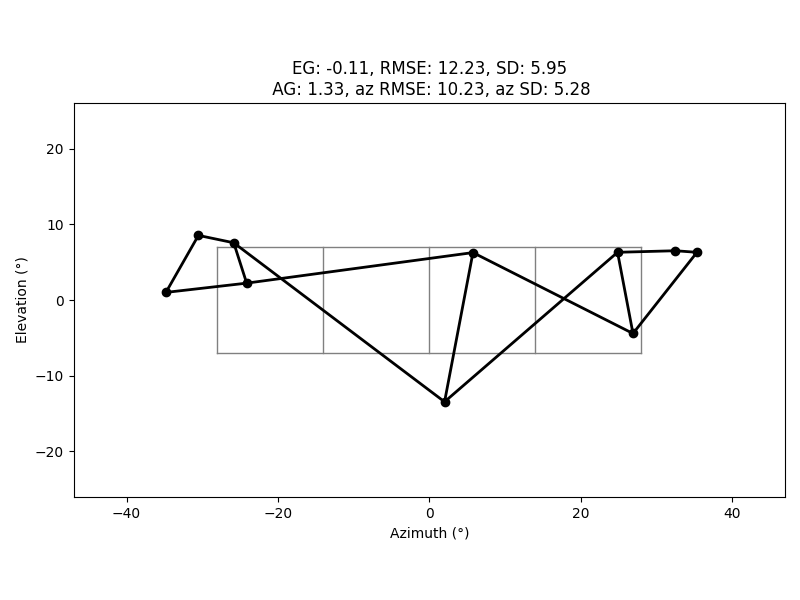 EG: -0.11, RMSE: 12.23, SD: 5.95
AG: 1.33, az RMSE: 10.23, az SD: 5.28
20
10
0
−10
−20
Elevation (°)
−40
−20
0
20
40
Azimuth (°)